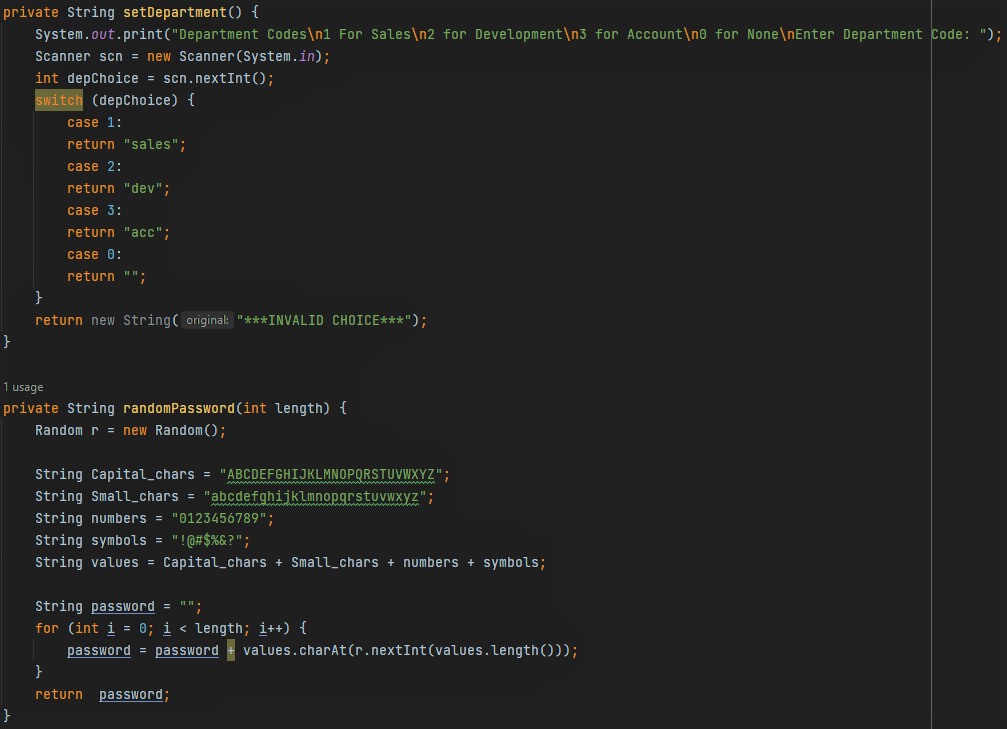 private String setDepartment() {
    System.out.print("Department Codes\n1 For Sales\n2 for Development\n3 for Account\n0 for None\nEnter Department Code: ");
    Scanner scn = new Scanner(System.in);
    int depChoice = scn.nextInt();
    switch (depChoice) {
        case 1:
        return "sales";
        case 2:
        return "dev";
        case 3:
        return "acc";
        case 0:
        return "";
    }
    return new String( original: "***INVALID CHOICE***");
}
1 usage
private String randomPassword(int length) {
    Random r = new Random();
    String Capital_chars = "ABCDEFGHIJKLMNOPQRSTUVWXYZ";
    String Small_chars = "abcdefghijklmnopqrstuvwxyz";
    String numbers = "0123456789";
    String symbols = "!@#$%&?";
    String values = Capital_chars + Small_chars + numbers + symbols;
    String password = "";
    for (int i = 0; i < length; i++) {
        password = password + values.charAt(r.nextInt(values.length()));
    }
    return  password;
}